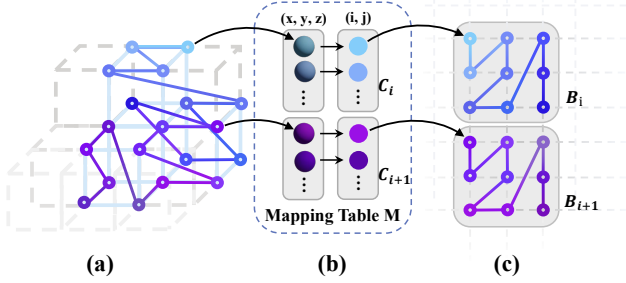 (x, y, z) (i, j)
C_i
B_i
C_{i+1}
B_{i+1}
Mapping Table M
(a) (b) (c)